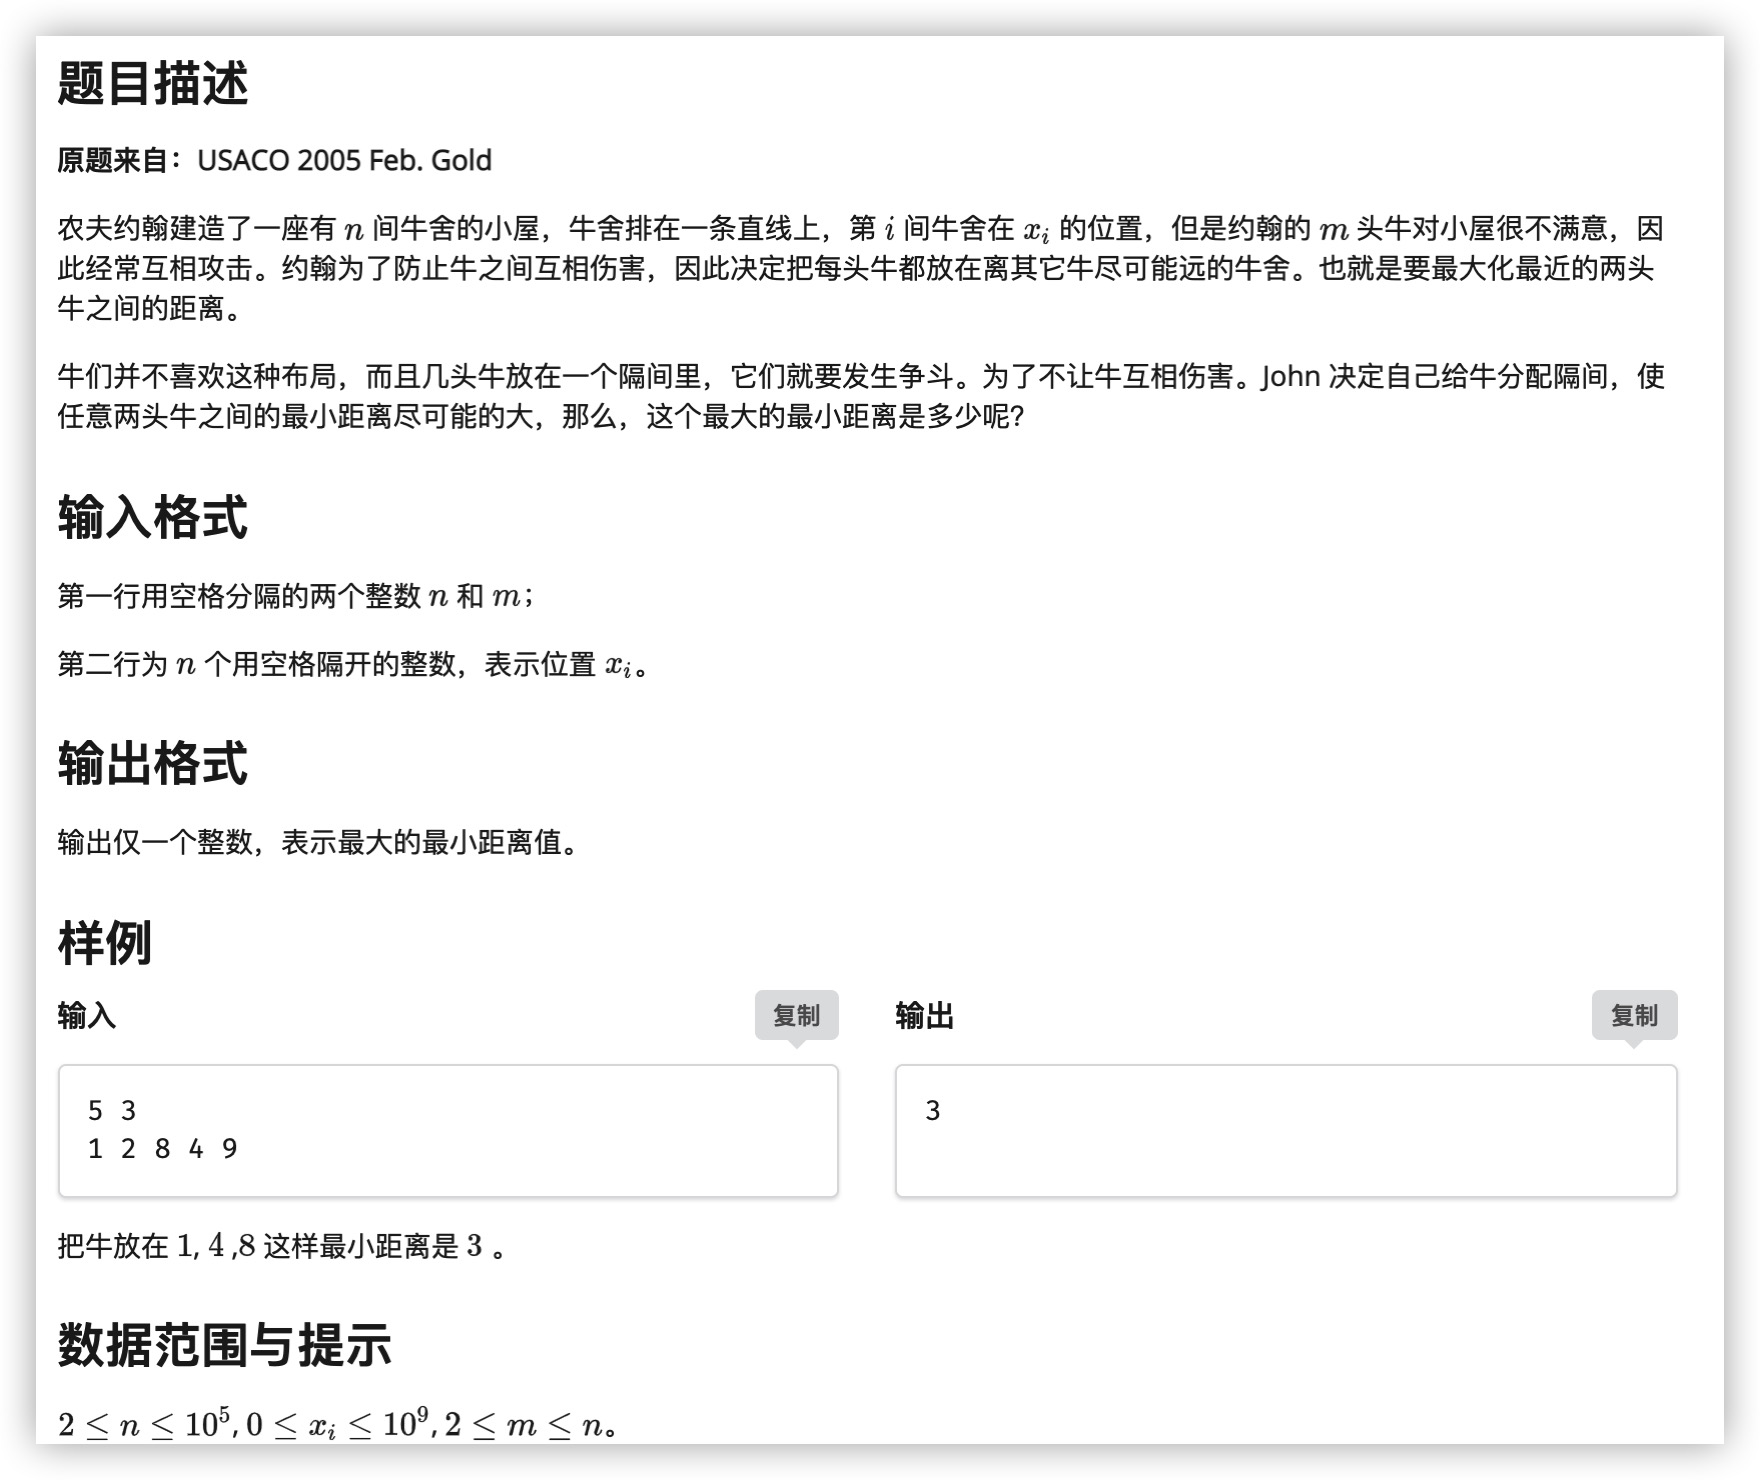 题目描述
原题来自：USACO 2005 Feb. Gold
农夫约翰建造了一座有 n 间牛舍的小屋，牛舍排在一条直线上，第 i 间牛舍在 xᵢ 的位置，但是约翰的 m 头牛对小屋很不满意，因
此经常互相攻击。约翰为了防止牛之间互相伤害，因此决定把每头牛都放在离其它牛尽可能远的牛舍。也就是要最大化最近的两头
牛之间的距离。
牛们并不喜欢这种布局，而且几头牛放在一个隔间里，它们就要发生争斗。为了不让牛互相伤害。John 决定自己给牛分配隔间，使
任意两头牛之间的最小距离尽可能的大，那么，这个最大的最小距离是多少呢？
输入格式
第一行用空格分隔的两个整数 n 和 m；
第二行为 n 个用空格隔开的整数，表示位置 xᵢ。
输出格式
输出仅一个整数，表示最大的最小距离值。
样例
输入 复制 输出 复制
5 3
1 2 8 4 9
3
把牛放在 1, 4 ,8 这样最小距离是 3 。
数据范围与提示
2 ≤ n ≤ 10⁵, 0 ≤ xᵢ ≤ 10⁹, 2 ≤ m ≤ n。